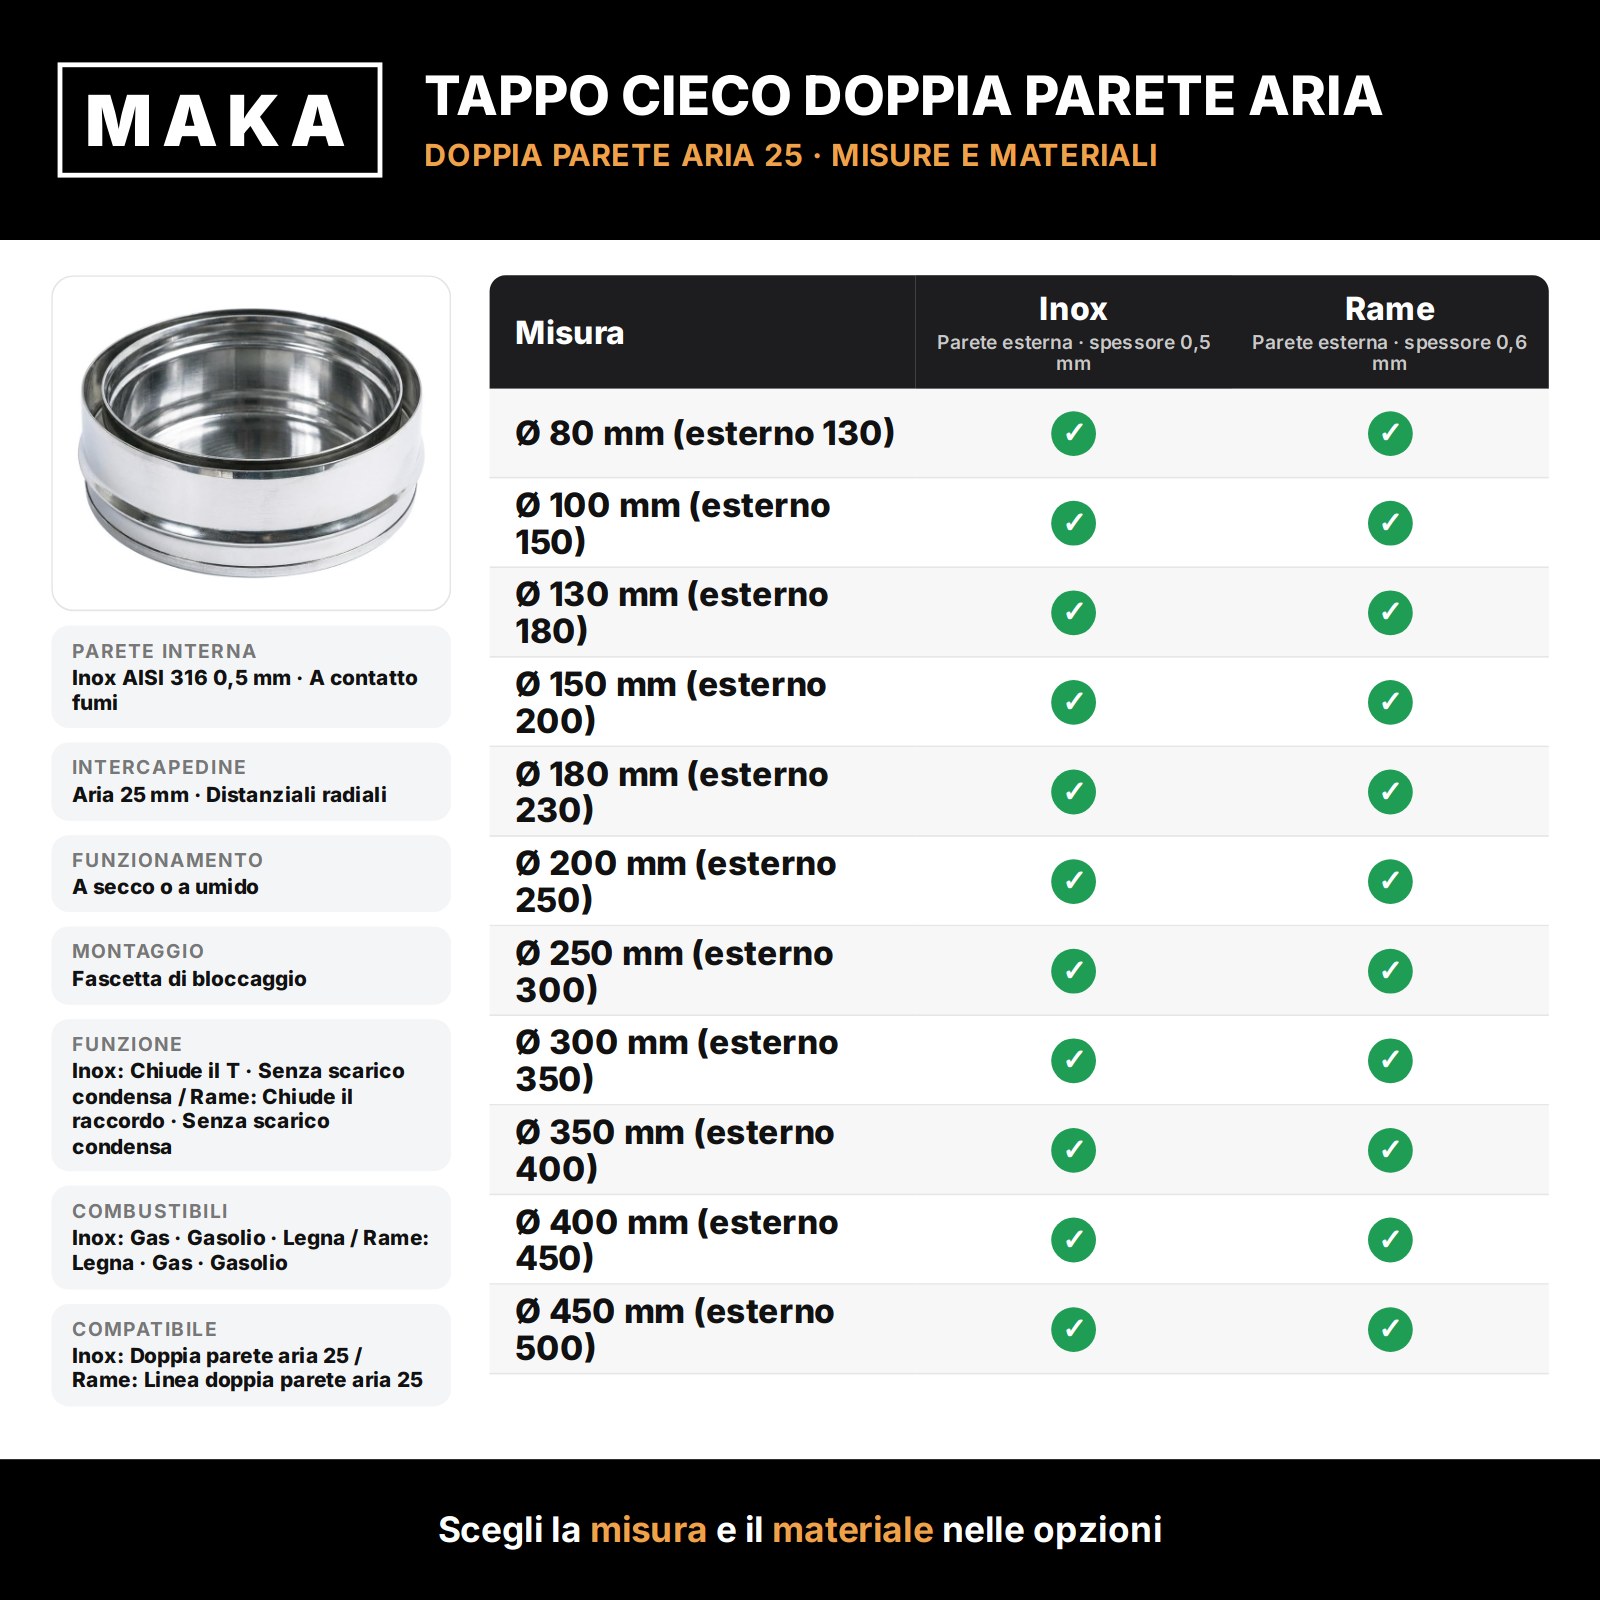 MAKA
TAPPO CIECO DOPPIA PARETE ARIA
DOPPIA PARETE ARIA 25 · MISURE E MATERIALI
PARETE INTERNA
Inox AISI 316 0,5 mm · A contatto
fumi
INTERCAPEDINE
Aria 25 mm · Distanziali radiali
FUNZIONAMENTO
A secco o a umido
MONTAGGIO
Fascetta di bloccaggio
FUNZIONE
Inox: Chiude il T · Senza scarico
condensa / Rame: Chiude il
raccordo · Senza scarico
condensa
COMBUSTIBILI
Inox: Gas · Gasolio · Legna / Rame:
Legna · Gas · Gasolio
COMPATIBILE
Inox: Doppia parete aria 25 /
Rame: Linea doppia parete aria 25
Misura
Inox
Parete esterna · spessore 0,5
mm
Rame
Parete esterna · spessore 0,6
mm
Ø 80 mm (esterno 130) ✓ ✓
Ø 100 mm (esterno
150) ✓ ✓
Ø 130 mm (esterno
180) ✓ ✓
Ø 150 mm (esterno
200) ✓ ✓
Ø 180 mm (esterno
230) ✓ ✓
Ø 200 mm (esterno
250) ✓ ✓
Ø 250 mm (esterno
300) ✓ ✓
Ø 300 mm (esterno
350) ✓ ✓
Ø 350 mm (esterno
400) ✓ ✓
Ø 400 mm (esterno
450) ✓ ✓
Ø 450 mm (esterno
500) ✓ ✓
Scegli la misura e il materiale nelle opzioni